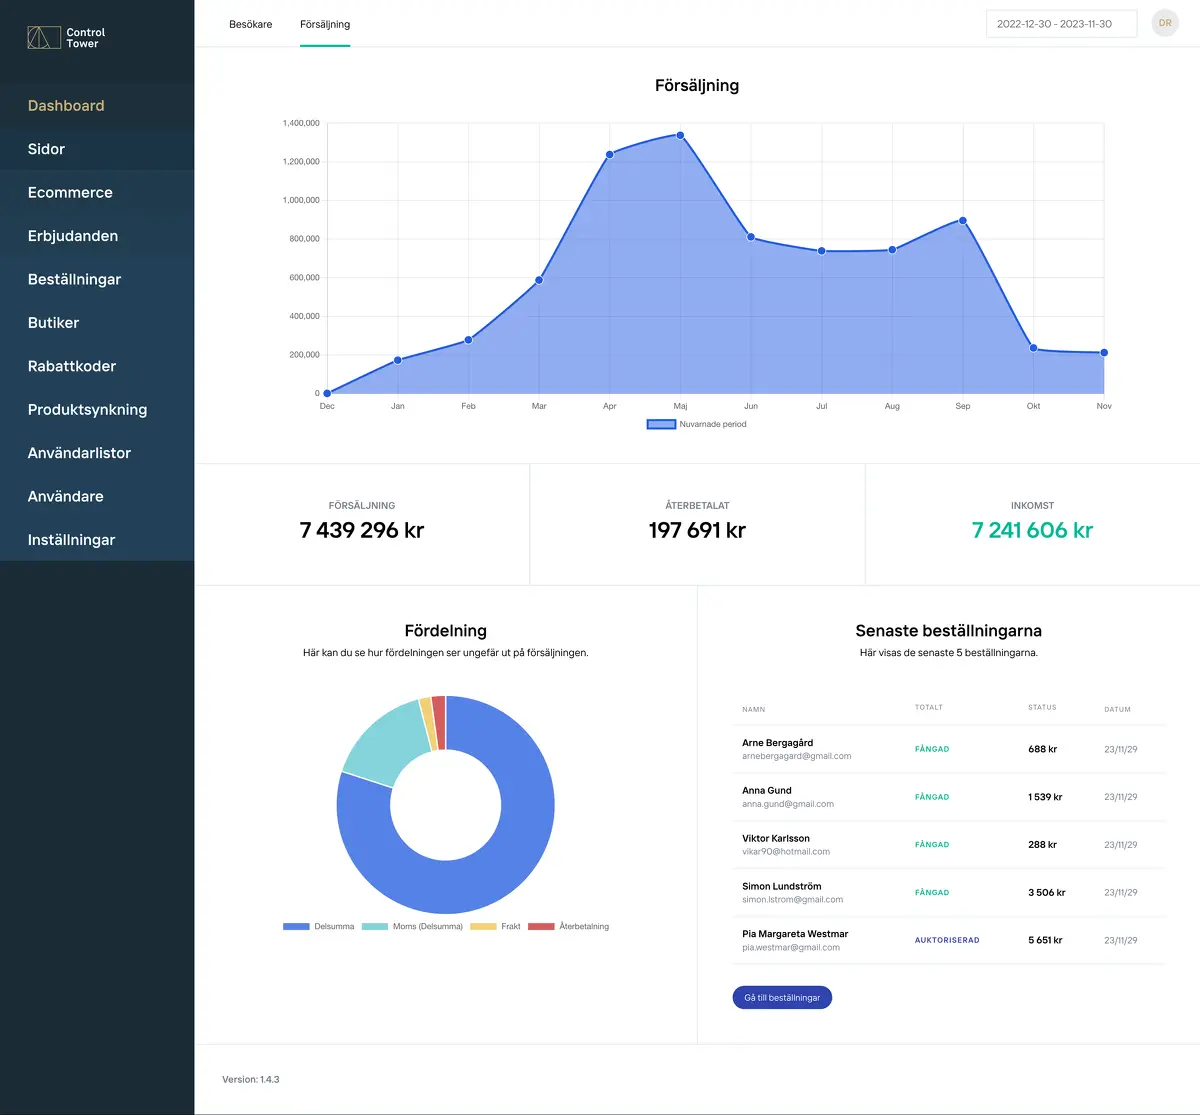 Control
Tower
Dashboard
Sidor
Ecommerce
Erbjudanden
Beställningar
Butiker
Rabattkoder
Produktsynkning
Användarlistor
Användare
Inställningar
Besökare Försäljning 2022-12-30 - 2023-11-30 DR
Försäljning
1,400,000
1,200,000
1,000,000
800,000
600,000
400,000
200,000
0
Dec Jan Feb Mar Apr Maj Jun Jul Aug Sep Okt Nov
Nuvarnade period
FÖRSÄLJNING
7 439 296 kr
ÅTERBETALAT
197 691 kr
INKOMST
7 241 606 kr
Fördelning
Här kan du se hur fördelningen ser ungefär ut på försäljningen.
Delsumma Moms (Delsumma) Frakt Återbetalning
Senaste beställningarna
Här visas de senaste 5 beställningarna.
NAMN TOTALT STATUS DATUM
Arne Bergagård
arnebergagard@gmail.com
FÅNGAD 688 kr 23/11/29
Anna Gund
anna.gund@gmail.com
FÅNGAD 1 539 kr 23/11/29
Viktor Karlsson
vikar90@hotmail.com
FÅNGAD 288 kr 23/11/29
Simon Lundström
simon.lstrom@gmail.com
FÅNGAD 3 506 kr 23/11/29
Pia Margareta Westmar
pia.westmar@gmail.com
AUKTORISERAD 5 651 kr 23/11/29
Gå till beställningar
Version: 1.4.3